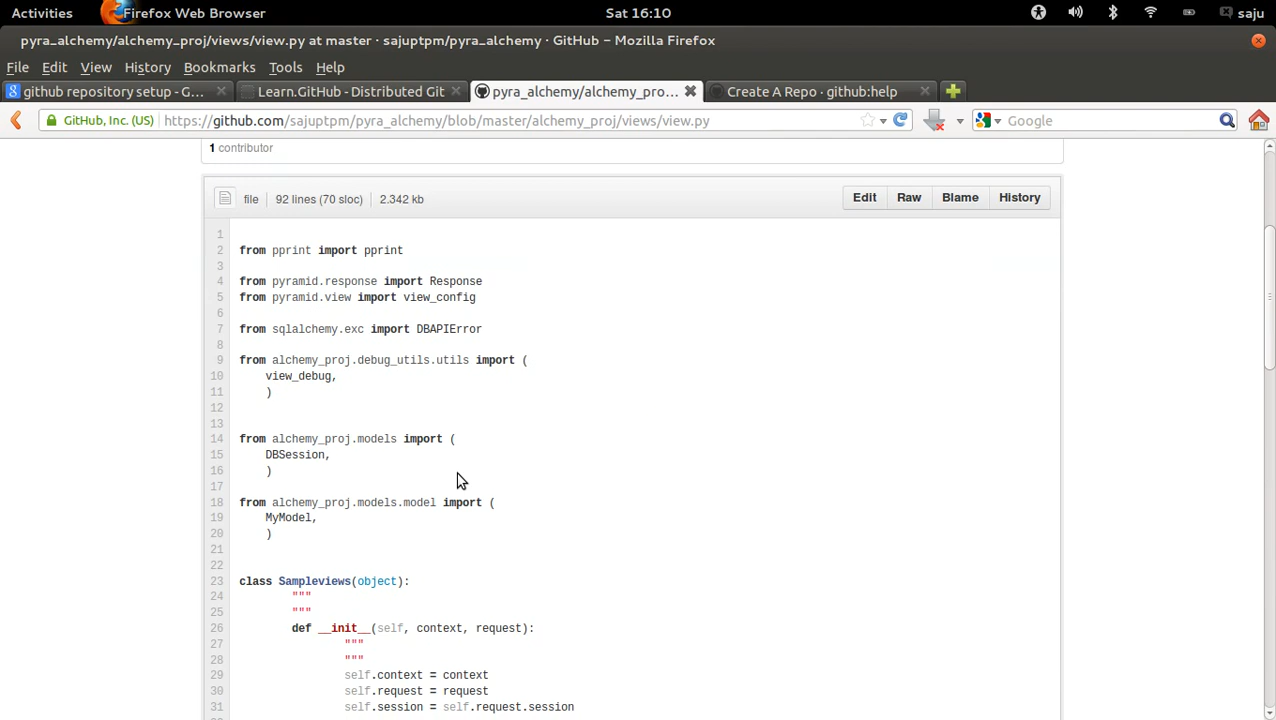 Activities Firefox Web Browser Sat 16:10 saju
pyra_alchemy/alchemy_proj/views/view.py at master · sajuptpm/pyra_alchemy · GitHub - Mozilla Firefox
File Edit View History Bookmarks Tools Help
github repository setup - G... Learn.GitHub - Distributed Git pyra_alchemy/alchemy_pro... Create A Repo · github:help
GitHub, Inc. (US) https://github.com/sajuptpm/pyra_alchemy/blob/master/alchemy_proj/views/view.py Google
1 contributor
file 92 lines (70 sloc) 2.342 kb Edit Raw Blame History
1
2 from pprint import pprint
3
4 from pyramid.response import Response
5 from pyramid.view import view_config
6
7 from sqlalchemy.exc import DBAPIError
8
9 from alchemy_proj.debug_utils.utils import (
10 view_debug,
11 )
12
13
14 from alchemy_proj.models import (
15 DBSession,
16 )
17
18 from alchemy_proj.models.model import (
19 MyModel,
20 )
21
22
23 class Sampleviews(object):
24 """
25 """
26 def __init__(self, context, request):
27 """
28 """
29 self.context = context
30 self.request = request
31 self.session = self.request.session